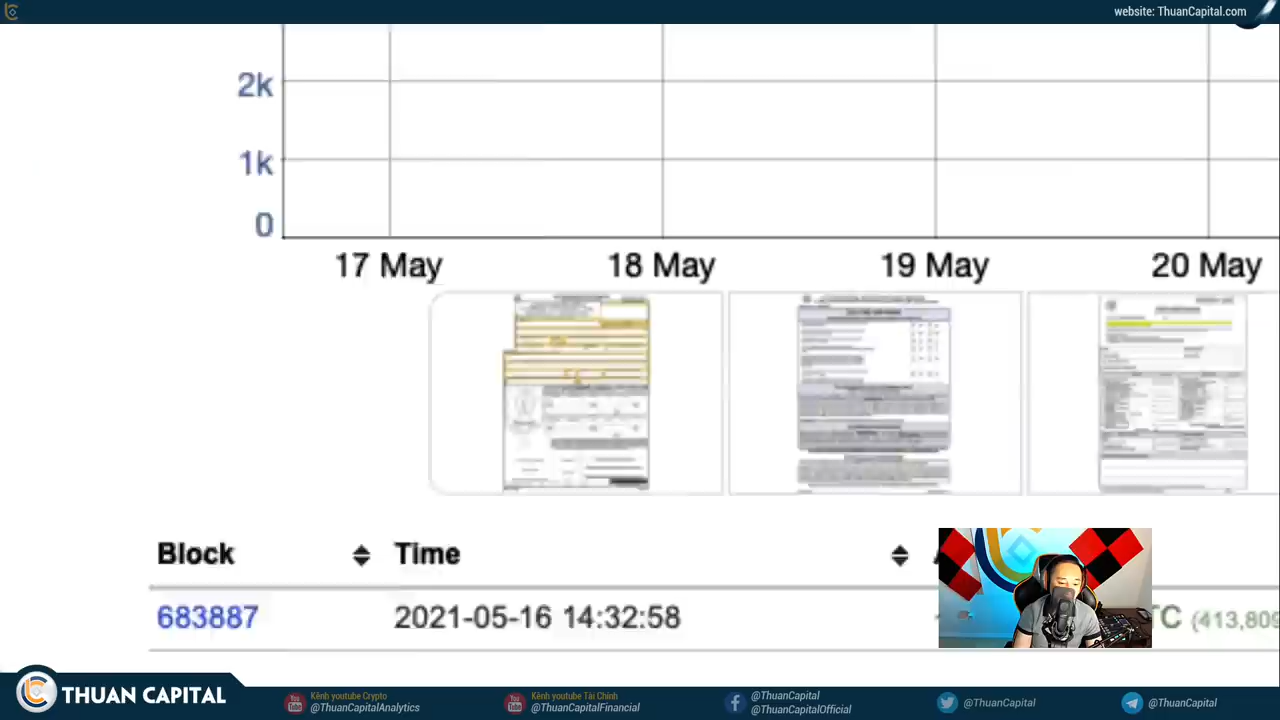 website: ThuanCapital.com
2k
1k
0
17 May 18 May 19 May 20 May
Block Time
683887 2021-05-16 14:32:58 TC (413,809
THUAN CAPITAL
Kênh youtube Crypto
@ThuanCapitalAnalytics
Kênh youtube Tài Chính
@ThuanCapitalFinancial
@ThuanCapital
@ThuanCapitalOfficial
@ThuanCapital
@ThuanCapital